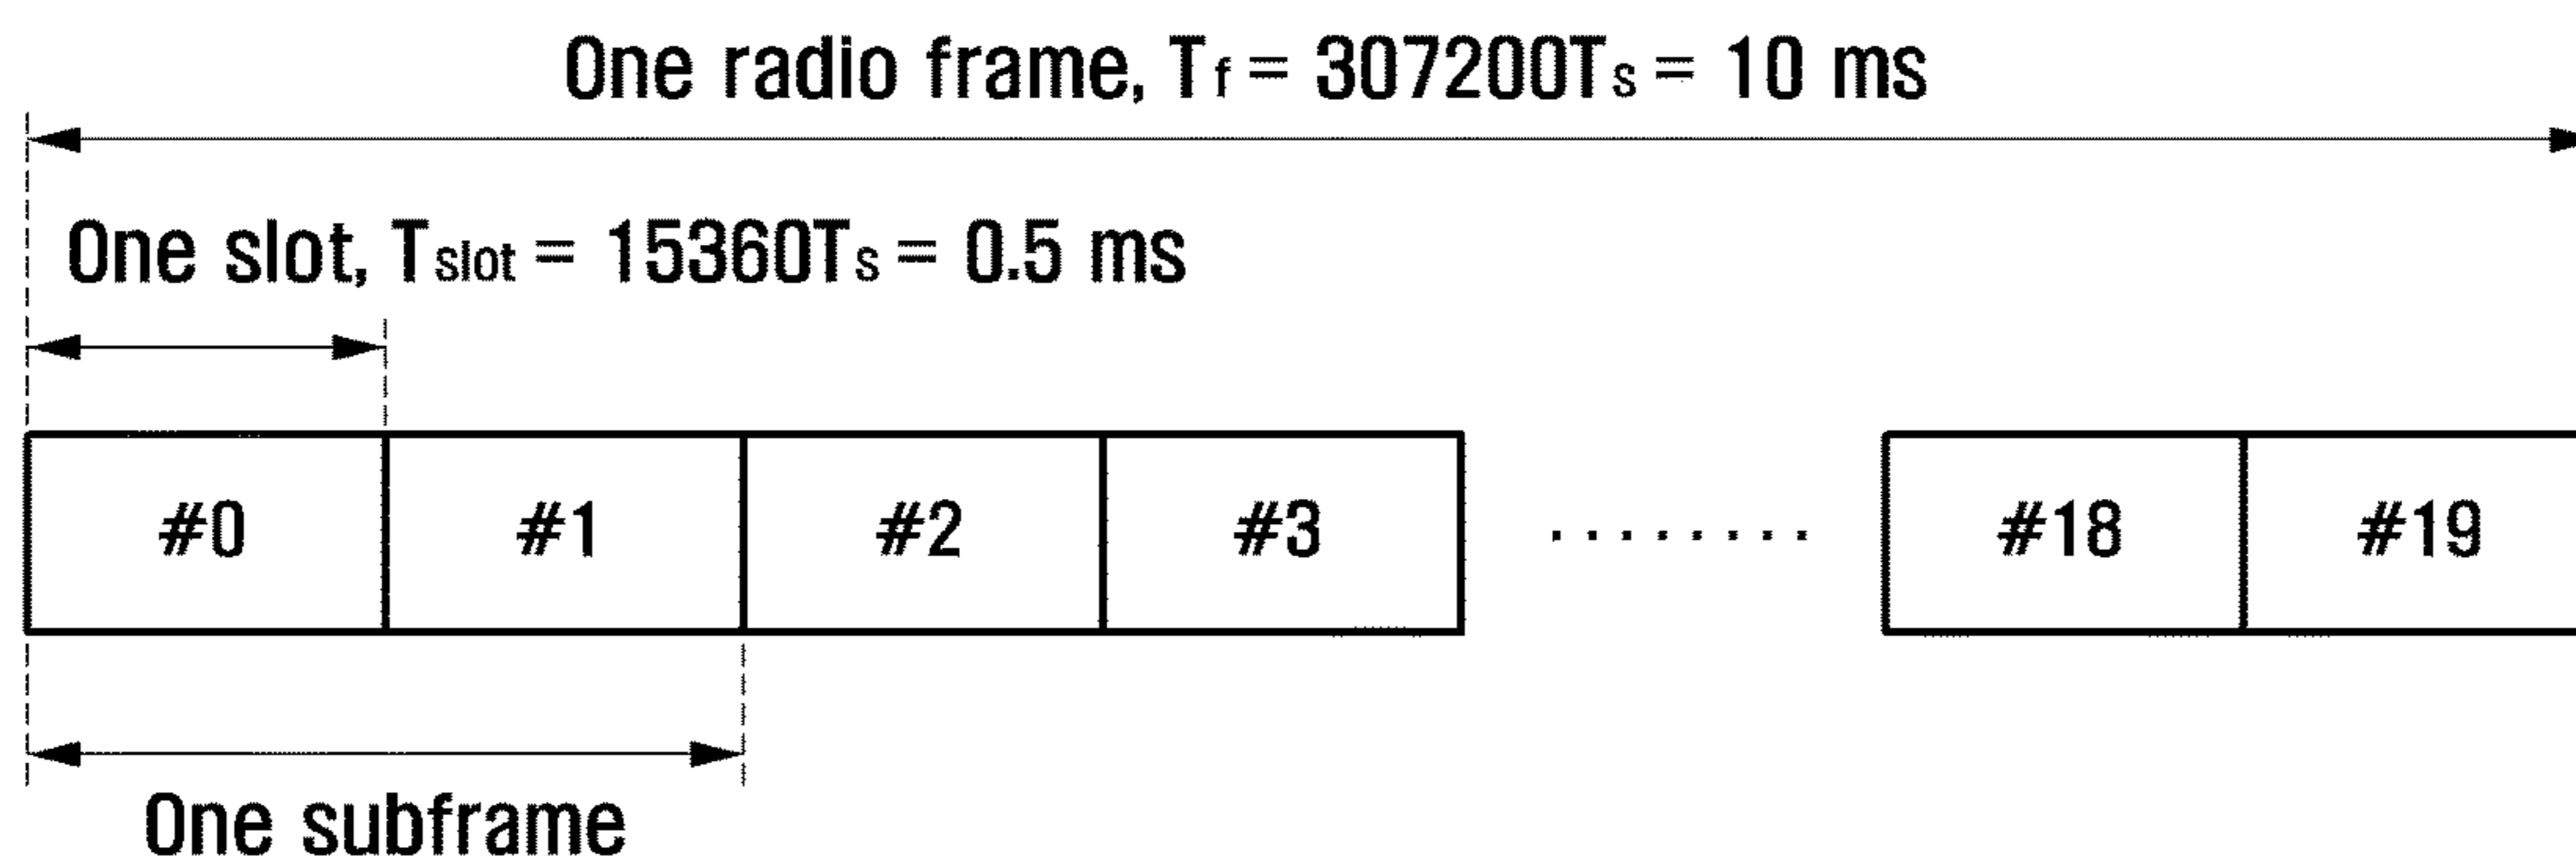 One radio frame, Tf = 307200Ts = 10 ms
One slot, Tslot = 15360Ts = 0.5 ms
#0 #1 #2 #3 ........ #18 #19
One subframe